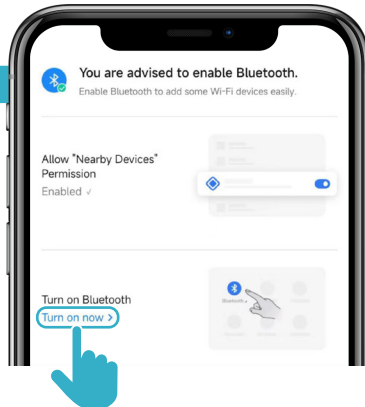 You are advised to enable Bluetooth.
Enable Bluetooth to add some Wi-Fi devices easily.
Allow "Nearby Devices"
Permission
Enabled ✓
Turn on Bluetooth
Turn on now >